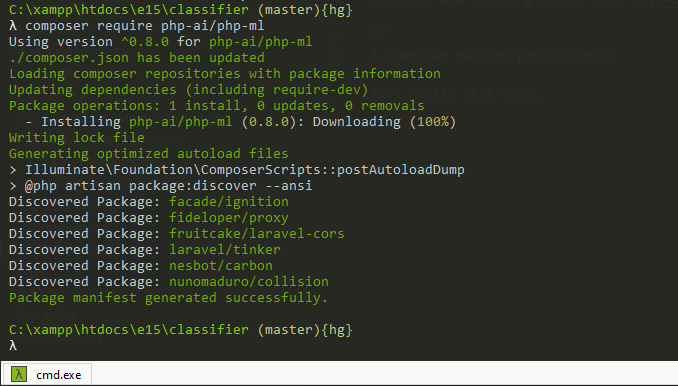 C:\xampp\htdocs\e15\classifier (master){hg}
λ composer require php-ai/php-ml
Using version ^0.8.0 for php-ai/php-ml
./composer.json has been updated
Loading composer repositories with package information
Updating dependencies (including require-dev)
Package operations: 1 install, 0 updates, 0 removals
  - Installing php-ai/php-ml (0.8.0): Downloading (100%)
Writing lock file
Generating optimized autoload files
> Illuminate\Foundation\ComposerScripts::postAutoloadDump
> @php artisan package:discover --ansi
Discovered Package: facade/ignition
Discovered Package: fideloper/proxy
Discovered Package: fruitcake/laravel-cors
Discovered Package: laravel/tinker
Discovered Package: nesbot/carbon
Discovered Package: nunomaduro/collision
Package manifest generated successfully.
C:\xampp\htdocs\e15\classifier (master){hg}
λ
λ cmd.exe